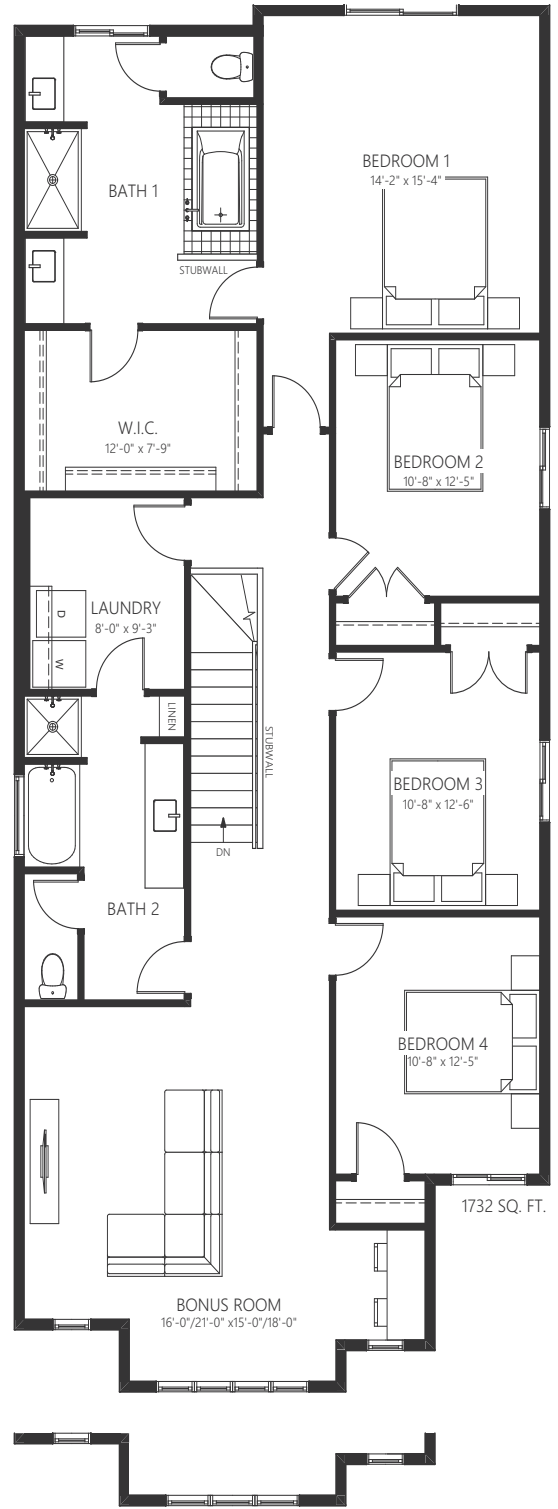 BEDROOM 1
14'-2" x 15'-4"
BATH 1
STUBWALL
W.I.C.
12'-0" x 7'-9"
BEDROOM 2
10'-8" x 12'-5"
LAUNDRY
8'-0" x 9'-3"
D
W
LINEN
STUBWALL
DN
BEDROOM 3
10'-8" x 12'-6"
BATH 2
BEDROOM 4
10'-8" x 12'-5"
1732 SQ. FT.
BONUS ROOM
16'-0"/21'-0" x15'-0"/18'-0"